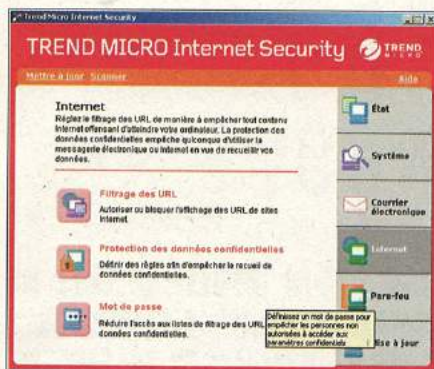 Trend Micro Internet Security
TREND MICRO Internet Security
TREND
MICRO
Mettre à jour Scanner
Aide
Internet
Réglez le filtrage des URL de manière à empêcher tout contenu
Internet offensant d'atteindre votre ordinateur. La protection des
données confidentielles empêche quiconque d'utiliser la
messagerie électronique ou Internet en vue de recueillir vos
données.
Filtrage des URL
Autoriser ou bloquer l'affichage des URL de sites
Internet.
Protection des données confidentielles
Définir des règles afin d'empêcher le recueil de
données confidentielles.
Mot de passe
Réduire l'accès aux listes de filtrage des URL
données confidentielles.
État
Système
Courrier
électronique
Internet
Pare-feu
Mise à jour
Définissez un mot de passe pour
empêcher les personnes non
autorisées à accéder aux
paramètres confidentiels